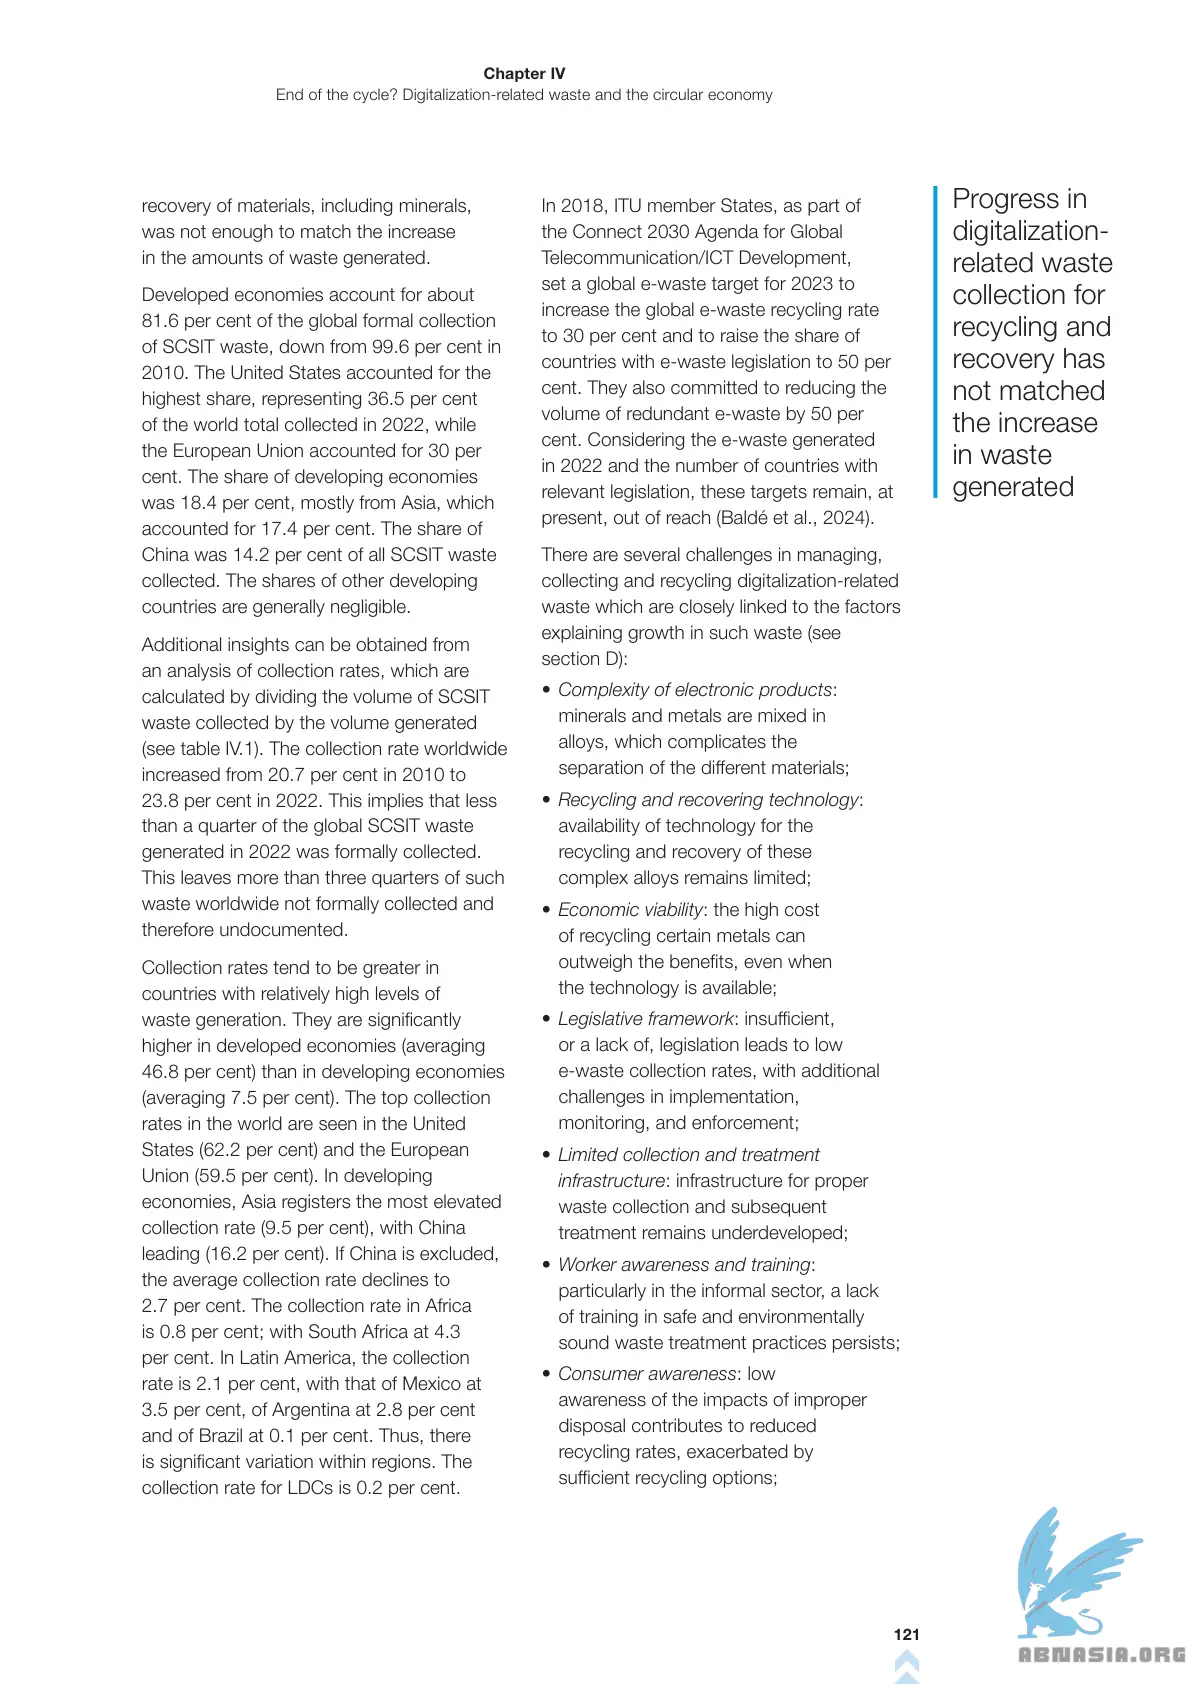 Chapter IV
End of the cycle? Digitalization-related waste and the circular economy
recovery of materials, including minerals,
was not enough to match the increase
in the amounts of waste generated.
Developed economies account for about
81.6 per cent of the global formal collection
of SCSIT waste, down from 99.6 per cent in
2010. The United States accounted for the
highest share, representing 36.5 per cent
of the world total collected in 2022, while
the European Union accounted for 30 per
cent. The share of developing economies
was 18.4 per cent, mostly from Asia, which
accounted for 17.4 per cent. The share of
China was 14.2 per cent of all SCSIT waste
collected. The shares of other developing
countries are generally negligible.
Additional insights can be obtained from
an analysis of collection rates, which are
calculated by dividing the volume of SCSIT
waste collected by the volume generated
(see table IV.1). The collection rate worldwide
increased from 20.7 per cent in 2010 to
23.8 per cent in 2022. This implies that less
than a quarter of the global SCSIT waste
generated in 2022 was formally collected.
This leaves more than three quarters of such
waste worldwide not formally collected and
therefore undocumented.
Collection rates tend to be greater in
countries with relatively high levels of
waste generation. They are significantly
higher in developed economies (averaging
46.8 per cent) than in developing economies
(averaging 7.5 per cent). The top collection
rates in the world are seen in the United
States (62.2 per cent) and the European
Union (59.5 per cent). In developing
economies, Asia registers the most elevated
collection rate (9.5 per cent), with China
leading (16.2 per cent). If China is excluded,
the average collection rate declines to
2.7 per cent. The collection rate in Africa
is 0.8 per cent; with South Africa at 4.3
per cent. In Latin America, the collection
rate is 2.1 per cent, with that of Mexico at
3.5 per cent, of Argentina at 2.8 per cent
and of Brazil at 0.1 per cent. Thus, there
is significant variation within regions. The
collection rate for LDCs is 0.2 per cent.
In 2018, ITU member States, as part of
the Connect 2030 Agenda for Global
Telecommunication/ICT Development,
set a global e-waste target for 2023 to
increase the global e-waste recycling rate
to 30 per cent and to raise the share of
countries with e-waste legislation to 50 per
cent. They also committed to reducing the
volume of redundant e-waste by 50 per
cent. Considering the e-waste generated
in 2022 and the number of countries with
relevant legislation, these targets remain, at
present, out of reach (Baldé et al., 2024).
There are several challenges in managing,
collecting and recycling digitalization-related
waste which are closely linked to the factors
explaining growth in such waste (see
section D):
• Complexity of electronic products:
minerals and metals are mixed in
alloys, which complicates the
separation of the different materials;
• Recycling and recovering technology:
availability of technology for the
recycling and recovery of these
complex alloys remains limited;
• Economic viability: the high cost
of recycling certain metals can
outweigh the benefits, even when
the technology is available;
• Legislative framework: insufficient,
or a lack of, legislation leads to low
e-waste collection rates, with additional
challenges in implementation,
monitoring, and enforcement;
• Limited collection and treatment
infrastructure: infrastructure for proper
waste collection and subsequent
treatment remains underdeveloped;
• Worker awareness and training:
particularly in the informal sector, a lack
of training in safe and environmentally
sound waste treatment practices persists;
• Consumer awareness: low
awareness of the impacts of improper
disposal contributes to reduced
recycling rates, exacerbated by
sufficient recycling options;
Progress in
digitalization-
related waste
collection for
recycling and
recovery has
not matched
the increase
in waste
generated
121
ABNASIA.ORG